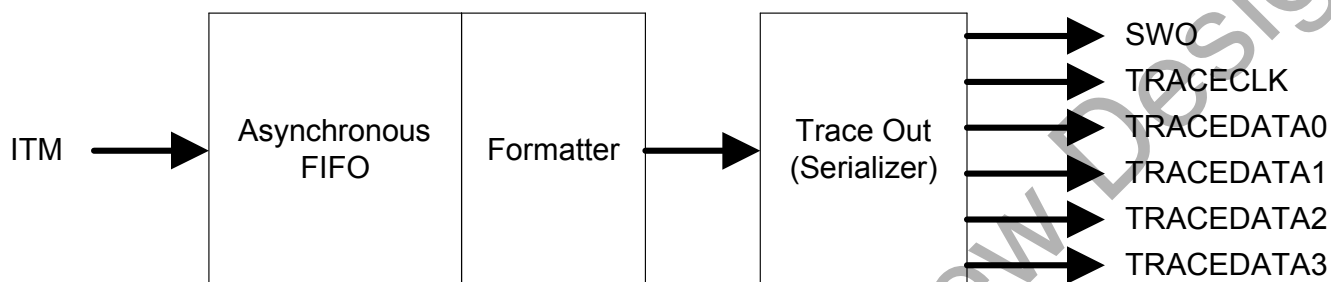 ITM
Asynchronous
FIFO
Formatter
Trace Out
(Serializer)
SWO
TRACECLK
TRACEDATA0
TRACEDATA1
TRACEDATA2
TRACEDATA3